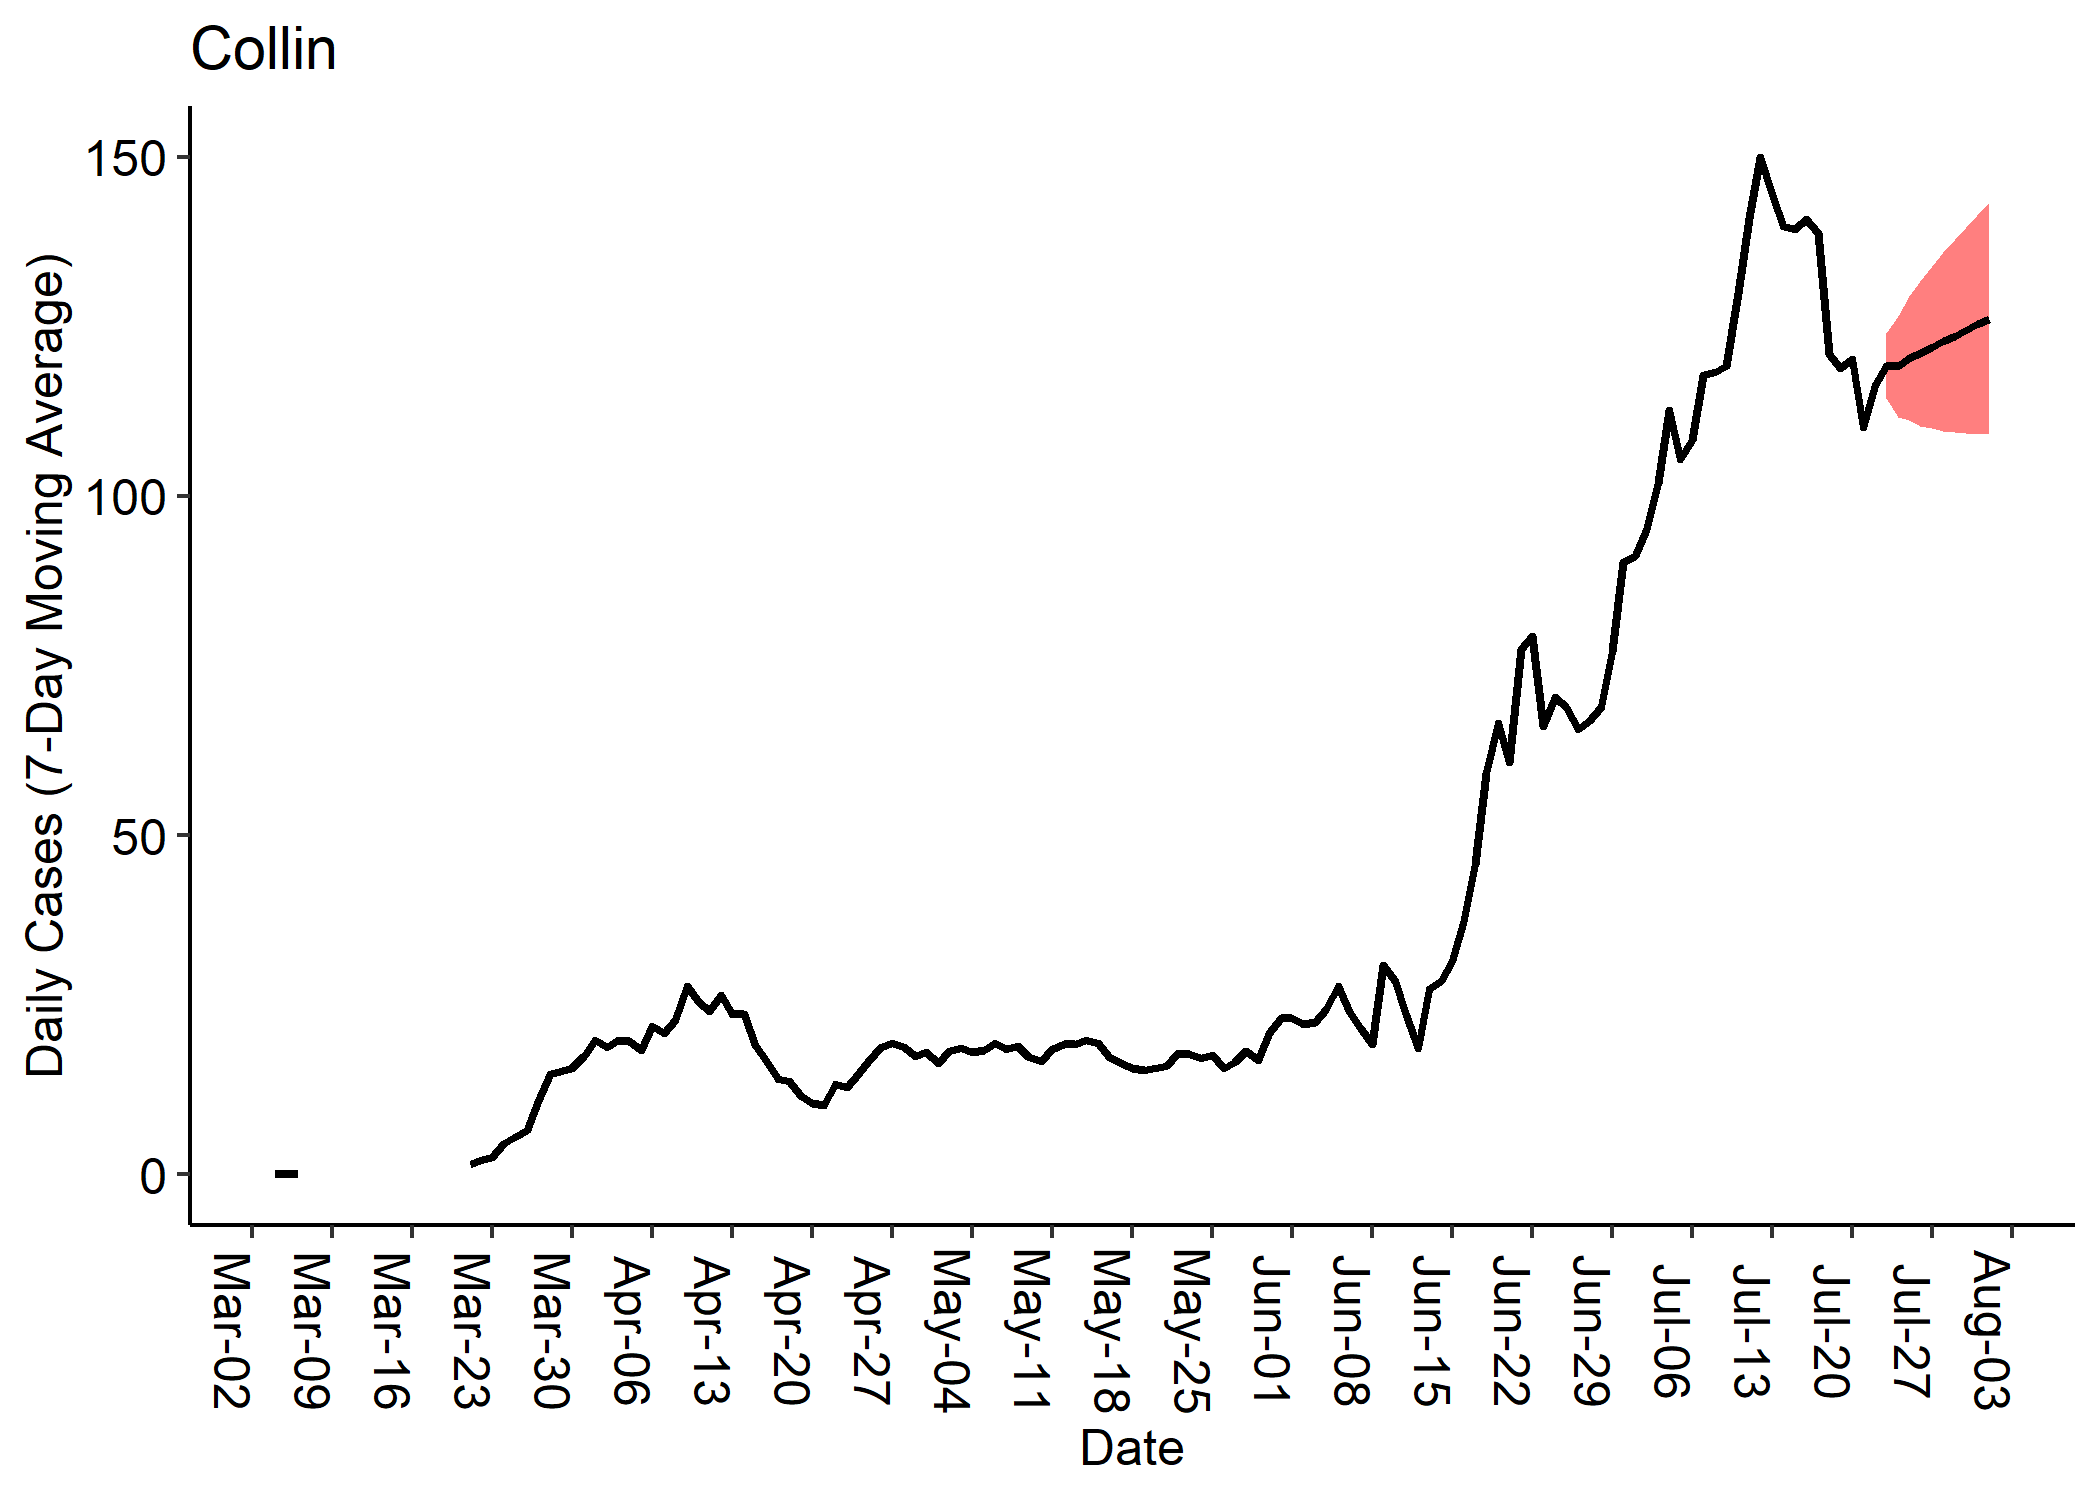 Collin
Daily Cases (7-Day Moving Average)
150
100
50
0
Mar-02
Mar-09
Mar-16
Mar-23
Mar-30
Apr-06
Apr-13
Apr-20
Apr-27
May-04
May-11
May-18
May-25
Jun-01
Jun-08
Jun-15
Jun-22
Jun-29
Jul-06
Jul-13
Jul-20
Jul-27
Aug-03
Date